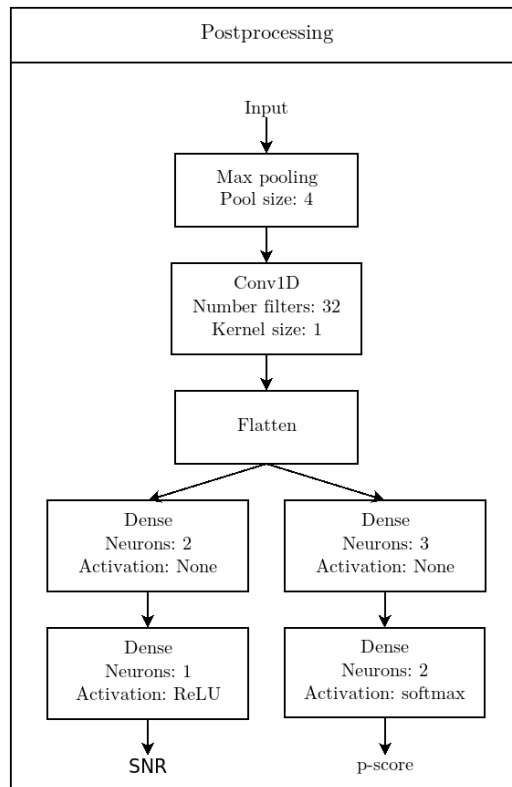 Postprocessing
Input
Max pooling
Pool size: 4
Conv1D
Number filters: 32
Kernel size: 1
Flatten
Dense
Neurons: 2
Activation: None
Dense
Neurons: 3
Activation: None
Dense
Neurons: 1
Activation: ReLU
Dense
Neurons: 2
Activation: softmax
SNR
p-score